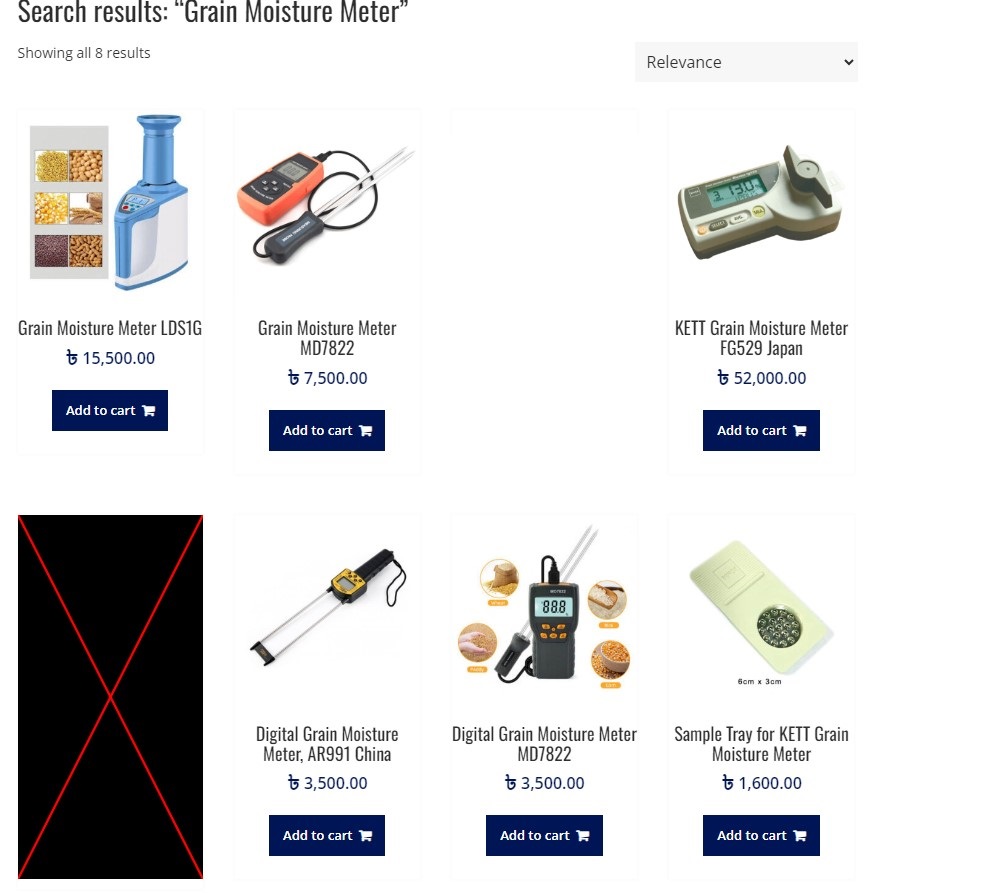 Search results: “Grain Moisture Meter”
Showing all 8 results
Relevance
Grain Moisture Meter LDS1G
৳ 15,500.00
Add to cart
Grain Moisture Meter
MD7822
৳ 7,500.00
Add to cart
KETT Grain Moisture Meter
FG529 Japan
৳ 52,000.00
Add to cart
Digital Grain Moisture
Meter, AR991 China
৳ 3,500.00
Add to cart
88.8
Digital Grain Moisture Meter
MD7822
৳ 3,500.00
Add to cart
6cm x 3cm
Sample Tray for KETT Grain
Moisture Meter
৳ 1,600.00
Add to cart